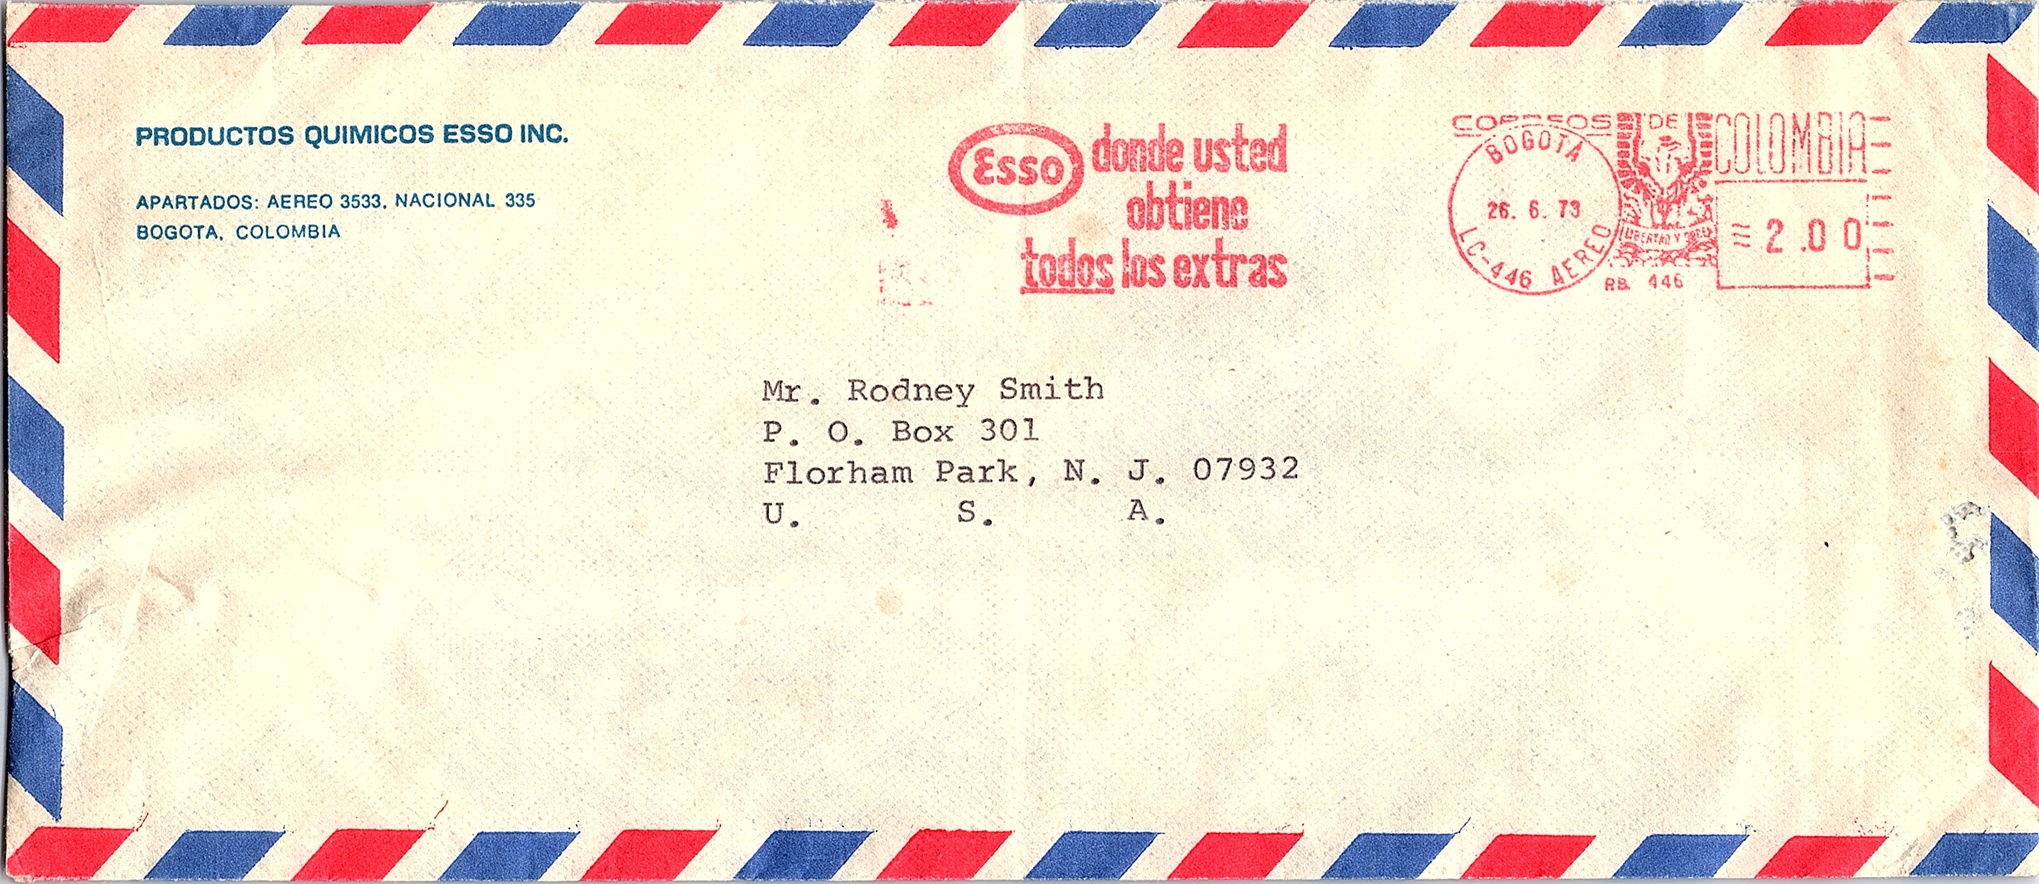 PRODUCTOS QUIMICOS ESSO INC.
APARTADOS: AEREO 3533, NACIONAL 335
BOGOTA, COLOMBIA
Esso donde usted
obtiene
todos los extras
CORREOS DE COLOMBIA
BOGOTA
26. 6. 73
LC-446 AEREO
LIBERTAD Y ORDEN
RB. 446
2.00
Mr. Rodney Smith
P. O. Box 301
Florham Park, N. J. 07932
U. S. A.